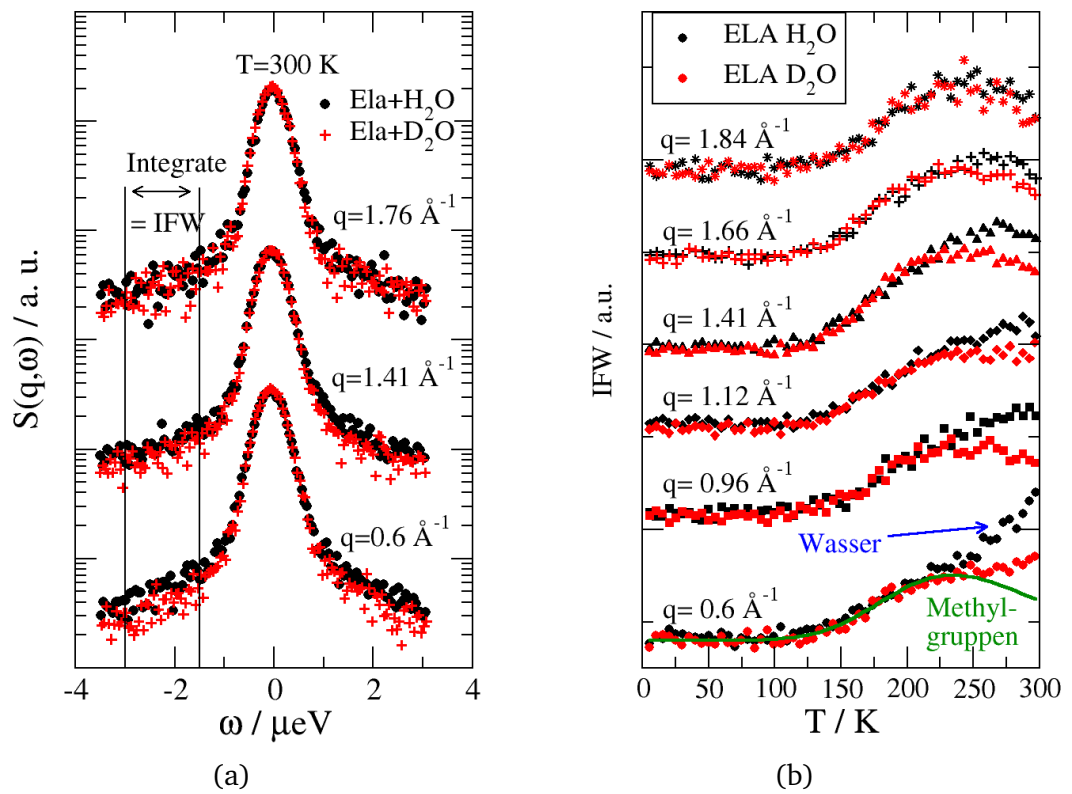 T=300 K
Ela+H₂O
Ela+D₂O
Integrate
= IFW
q=1.76 Å⁻¹
q=1.41 Å⁻¹
q=0.6 Å⁻¹
S(q,ω) / a. u.
-4 -2 0 2 4
ω / μeV
(a)
ELA H₂O
ELA D₂O
q= 1.84 Å⁻¹
q= 1.66 Å⁻¹
q= 1.41 Å⁻¹
q= 1.12 Å⁻¹
q= 0.96 Å⁻¹
Wasser
q= 0.6 Å⁻¹
Methyl-
gruppen
IFW / a.u.
0 50 100 150 200 250 300
T / K
(b)